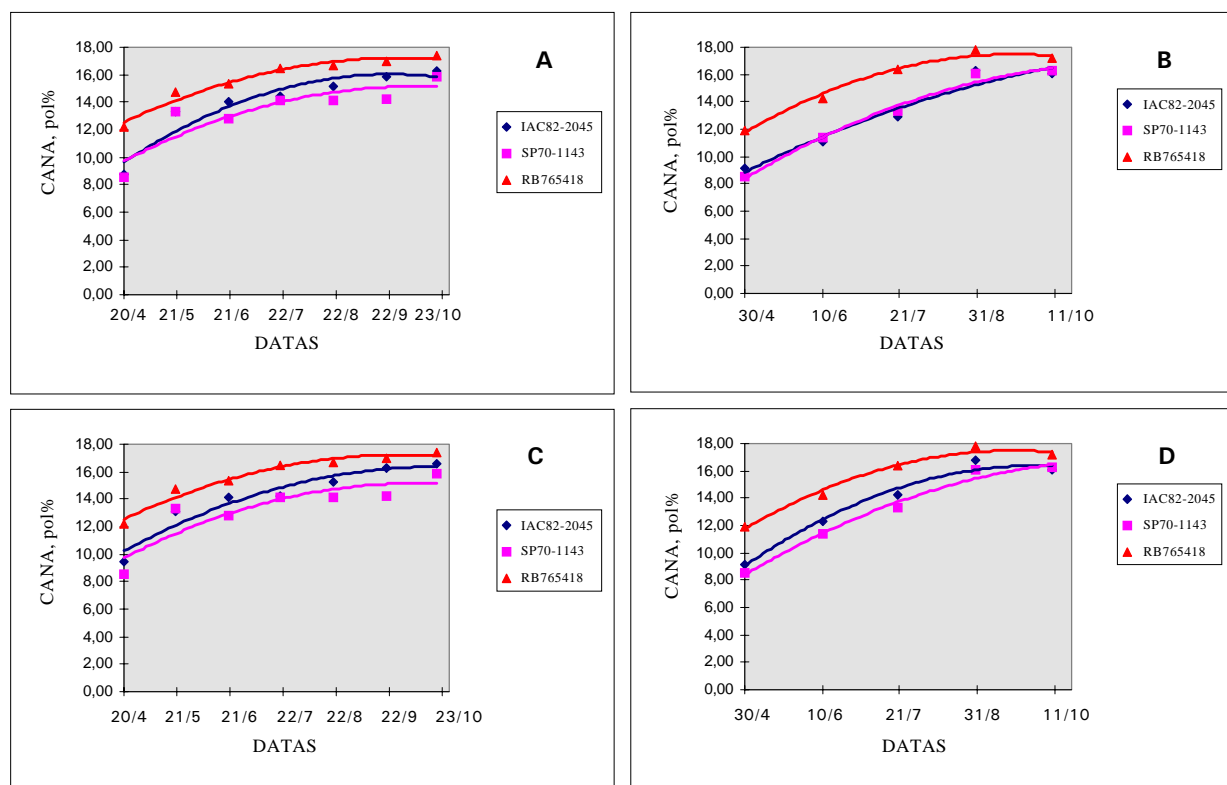 A
CANA, pol%
18,00
16,00
14,00
12,00
10,00
8,00
6,00
4,00
2,00
0,00
20/4 21/5 21/6 22/7 22/8 22/9 23/10
DATAS
IAC82-2045
SP70-1143
RB765418
B
CANA, pol%
18,00
16,00
14,00
12,00
10,00
8,00
6,00
4,00
2,00
0,00
30/4 10/6 21/7 31/8 11/10
DATAS
IAC82-2045
SP70-1143
RB765418
C
CANA, pol%
18,00
16,00
14,00
12,00
10,00
8,00
6,00
4,00
2,00
0,00
20/4 21/5 21/6 22/7 22/8 22/9 23/10
DATAS
IAC82-2045
SP70-1143
RB765418
D
CANA, pol%
18,00
16,00
14,00
12,00
10,00
8,00
6,00
4,00
2,00
0,00
30/4 10/6 21/7 31/8 11/10
DATAS
IAC82-2045
SP70-1143
RB765418